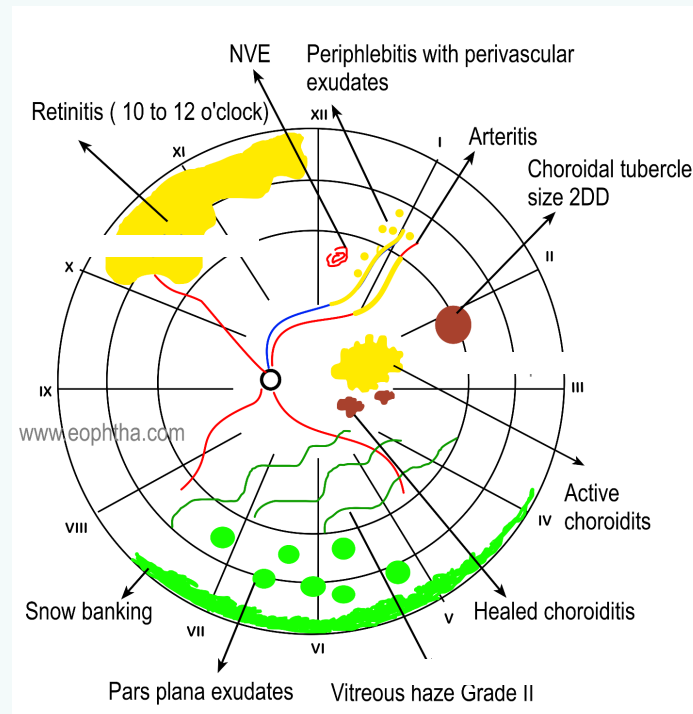 NVE
Periphlebitis with perivascular
exudates
Retinitis ( 10 to 12 o'clock)
XII
XI
I
Arteritis
Choroidal tubercle
size 2DD
II
X
IX
III
www.eophtha.com
Active
choroidits
IV
VIII
Snow banking
Healed choroiditis
V
VII
VI
Pars plana exudates
Vitreous haze Grade II